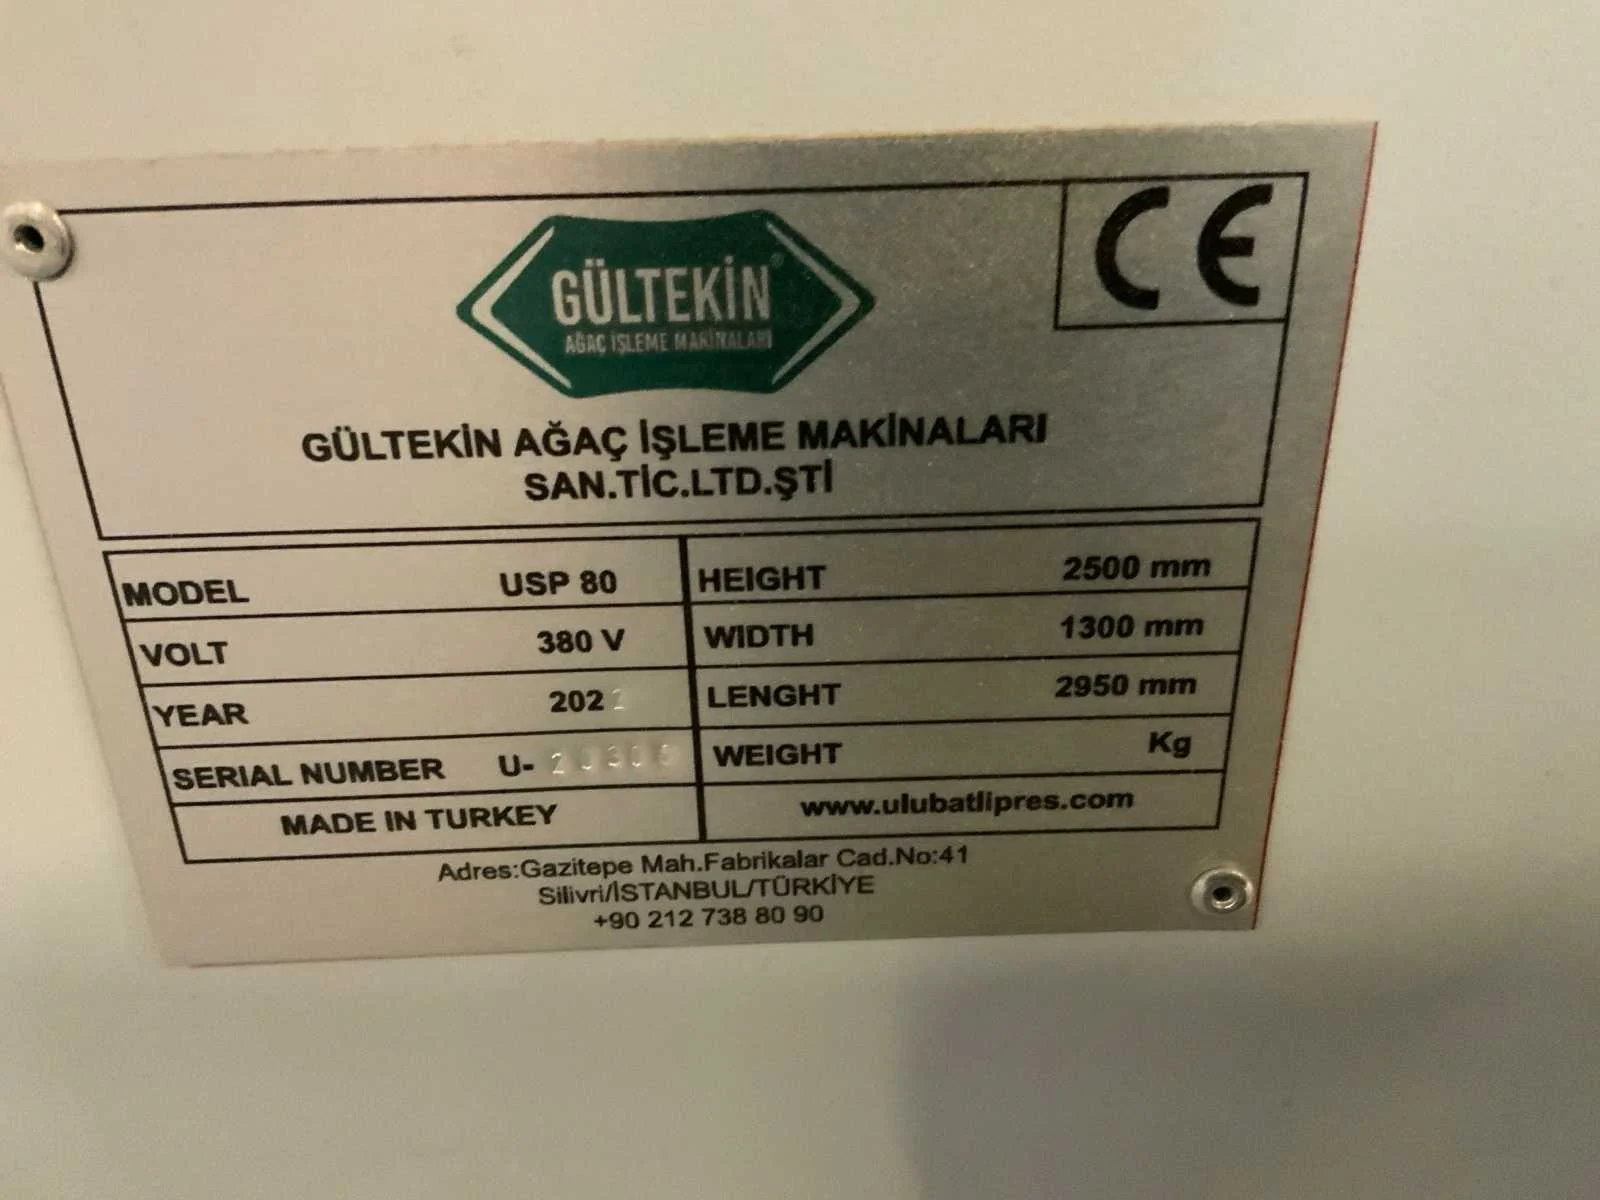 CE
GÜLTEKİN®
AĞAÇ İŞLEME MAKİNALARI
GÜLTEKİN AĞAÇ İŞLEME MAKİNALARI
SAN.TİC.LTD.ŞTİ
MODEL USP 80 HEIGHT 2500 mm
VOLT 380 V WIDTH 1300 mm
YEAR 2022 LENGHT 2950 mm
SERIAL NUMBER U- WEIGHT Kg
MADE IN TURKEY www.ulubatlipres.com
Adres:Gazitepe Mah.Fabrikalar Cad.No:41
Silivri/İSTANBUL/TÜRKİYE
+90 212 738 80 90